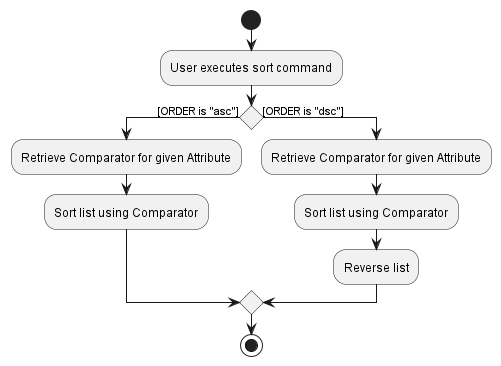 User executes sort command
[ORDER is "asc"]
[ORDER is "dsc"]
Retrieve Comparator for given Attribute
Retrieve Comparator for given Attribute
Sort list using Comparator
Sort list using Comparator
Reverse list